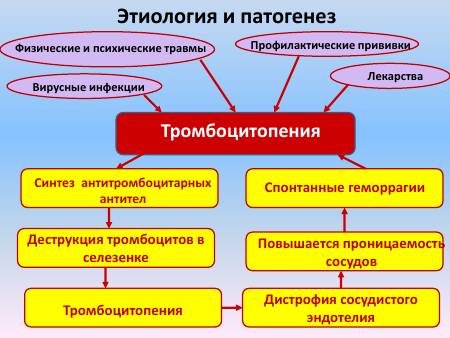 Этиология и патогенез
Физические и психические травмы
Профилактические прививки
Вирусные инфекции
Лекарства
Тромбоцитопения
Синтез антитромбоцитарных
антител
Спонтанные геморрагии
Деструкция тромбоцитов в
селезенке
Повышается проницаемость
сосудов
Тромбоцитопения
Дистрофия сосудистого
эндотелия